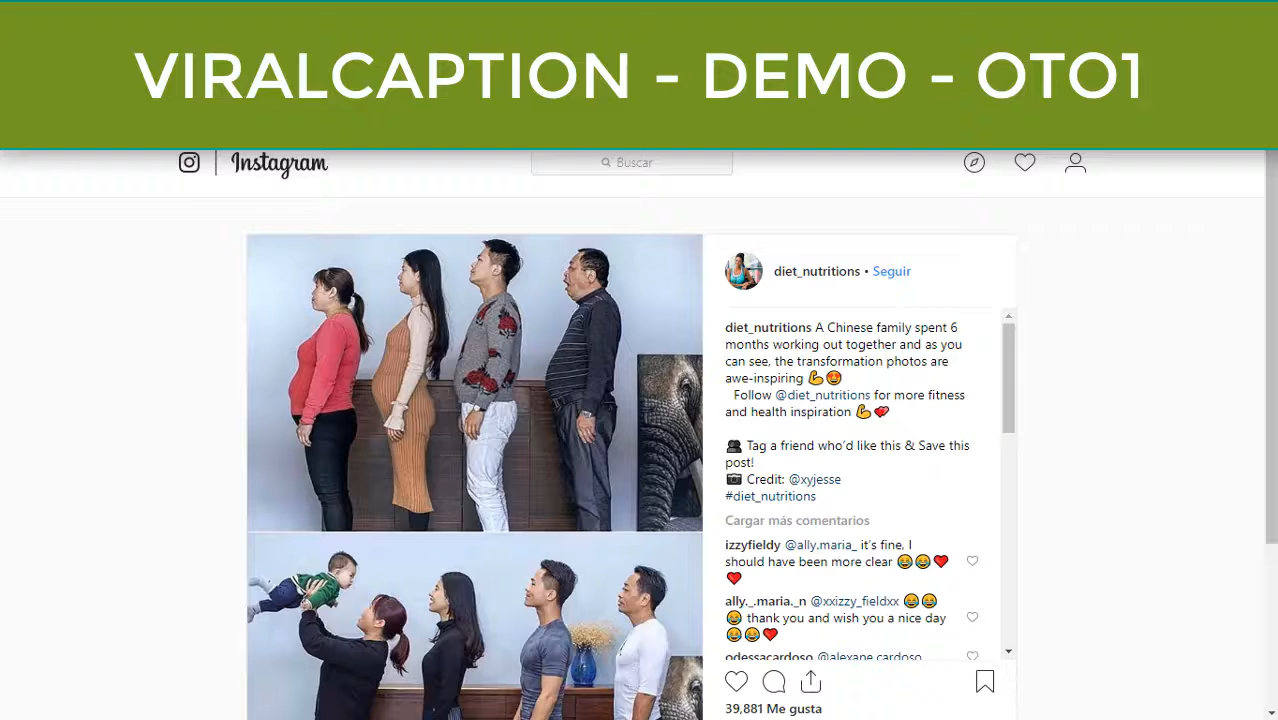 VIRALCAPTION - DEMO - OTO1
Instagram
Buscar
diet_nutritions • Seguir
diet_nutritions A Chinese family spent 6
months working out together and as you
can see, the transformation photos are
awe-inspiring 💪😍
Follow @diet_nutritions for more fitness
and health inspiration 💪💕
👥 Tag a friend who'd like this & Save this
post!
📷 Credit: @xyjesse
#diet_nutritions
Cargar más comentarios
izzyfieldy @ally.maria_ it's fine, I
should have been more clear 😂😂❤️
❤️
ally._.maria._n @xxizzy_fieldxx 😂😂
😂 thank you and wish you a nice day
😂😂❤️
odessacardoso @alexane.cardoso
39,881 Me gusta